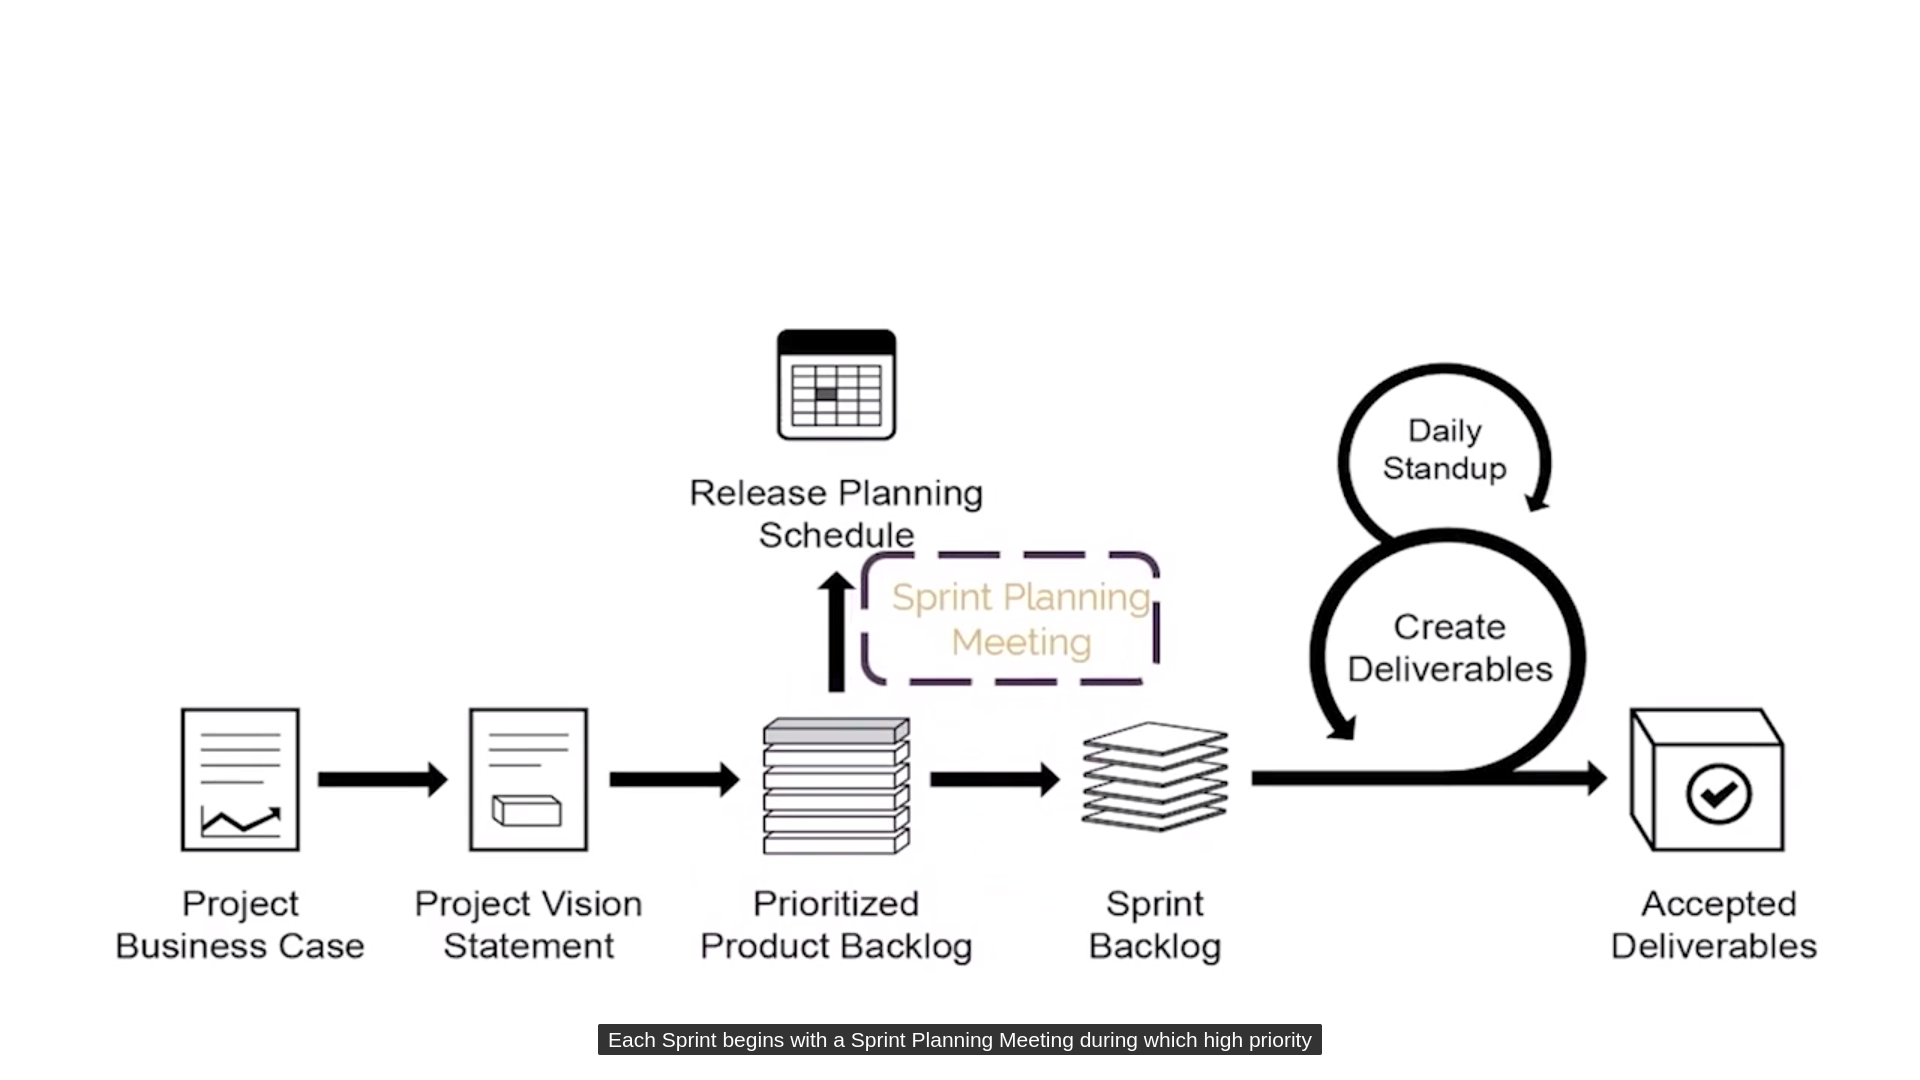 Release Planning
Schedule
Sprint Planning
Meeting
Daily
Standup
Create
Deliverables
Project
Business Case
Project Vision
Statement
Prioritized
Product Backlog
Sprint
Backlog
Accepted
Deliverables
Each Sprint begins with a Sprint Planning Meeting during which high priority